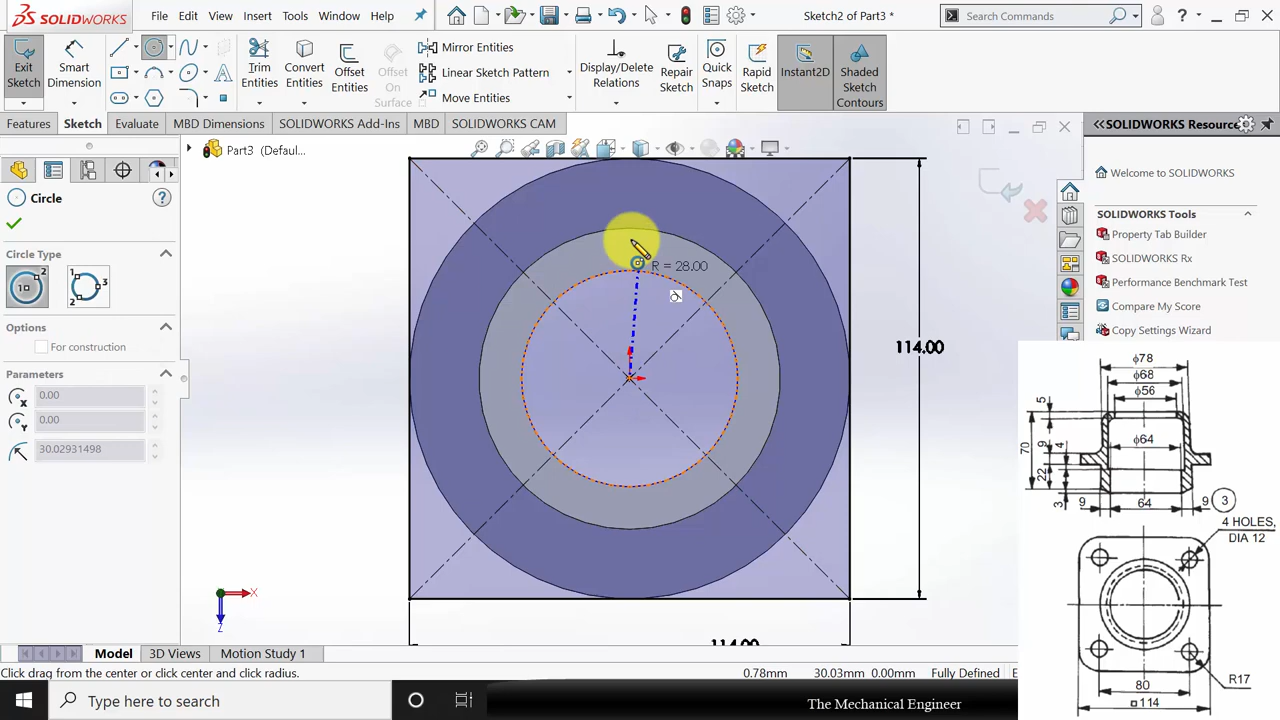 SOLIDWORKS File Edit View Insert Tools Window Sketch2 of Part3 * Search Commands ?
Exit Sketch
Smart Dimension
Trim Entities
Convert Entities
Offset Entities
Offset On Surface
Mirror Entities
Linear Sketch Pattern
Move Entities
Display/Delete Relations
Repair Sketch
Quick Snaps
Rapid Sketch
Instant2D
Shaded Sketch Contours
Features Sketch Evaluate MBD Dimensions SOLIDWORKS Add-Ins MBD SOLIDWORKS CAM
Part3 (Defaul...
Circle
Circle Type
Options
For construction
Parameters
0.00
0.00
30.02931498
R = 28.00
114.00
114.00
X
Z
SOLIDWORKS Resourc
Welcome to SOLIDWORKS
SOLIDWORKS Tools
Property Tab Builder
SOLIDWORKS Rx
Performance Benchmark Test
Compare My Score
Copy Settings Wizard
ϕ78
ϕ68
ϕ56
ϕ64
5
70
9
4
22
3
9
64
9
3
4 HOLES,
DIA 12
R17
80
□114
Model 3D Views Motion Study 1
Click drag from the center or click center and click radius. 0.78mm 30.03mm 0.00mm Fully Defined
Type here to search
The Mechanical Engineer